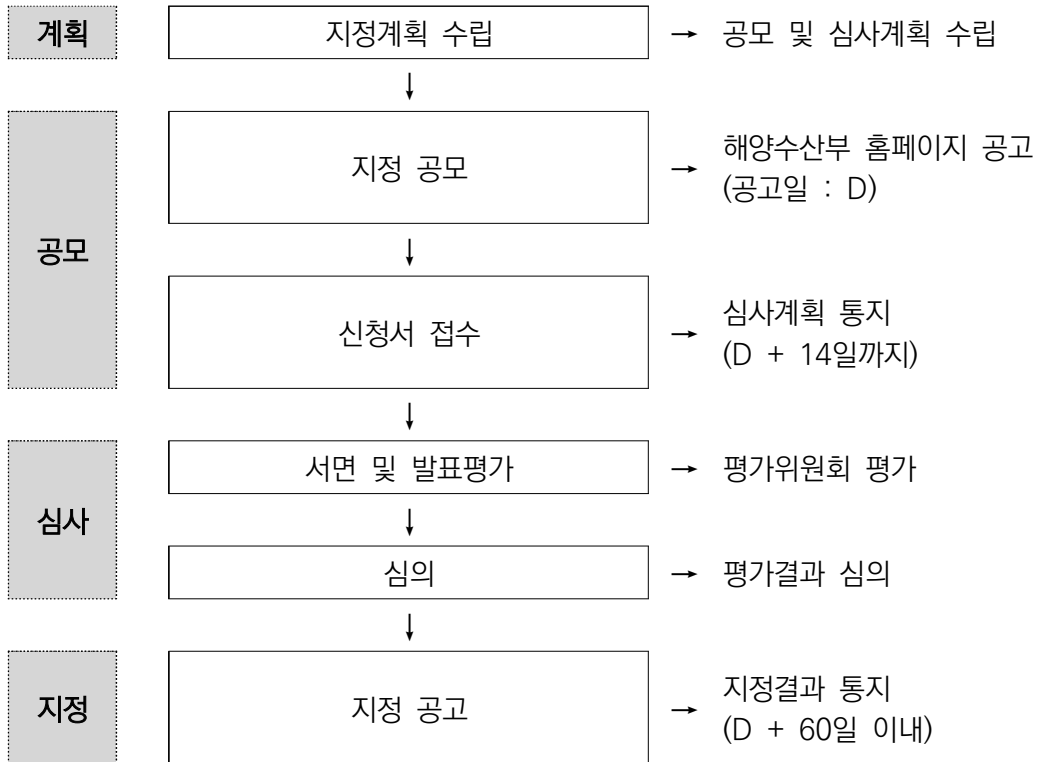 계획
지정계획 수립
→ 공모 및 심사계획 수립
↓
공모
지정 공모
→ 해양수산부 홈페이지 공고
(공고일 : D)
↓
신청서 접수
→ 심사계획 통지
(D + 14일까지)
↓
심사
서면 및 발표평가
→ 평가위원회 평가
↓
심의
→ 평가결과 심의
↓
지정
지정 공고
→ 지정결과 통지
(D + 60일 이내)